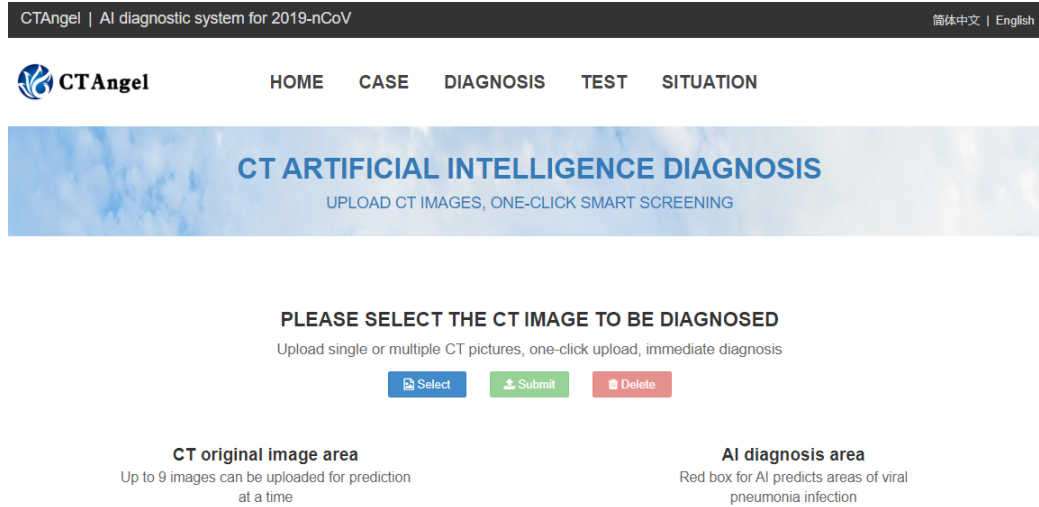 CTAngel | AI diagnostic system for 2019-nCoV 简体中文 | English
CTAngel HOME CASE DIAGNOSIS TEST SITUATION
CT ARTIFICIAL INTELLIGENCE DIAGNOSIS
UPLOAD CT IMAGES, ONE-CLICK SMART SCREENING
PLEASE SELECT THE CT IMAGE TO BE DIAGNOSED
Upload single or multiple CT pictures, one-click upload, immediate diagnosis
Select Submit Delete
CT original image area
Up to 9 images can be uploaded for prediction
at a time
AI diagnosis area
Red box for AI predicts areas of viral
pneumonia infection